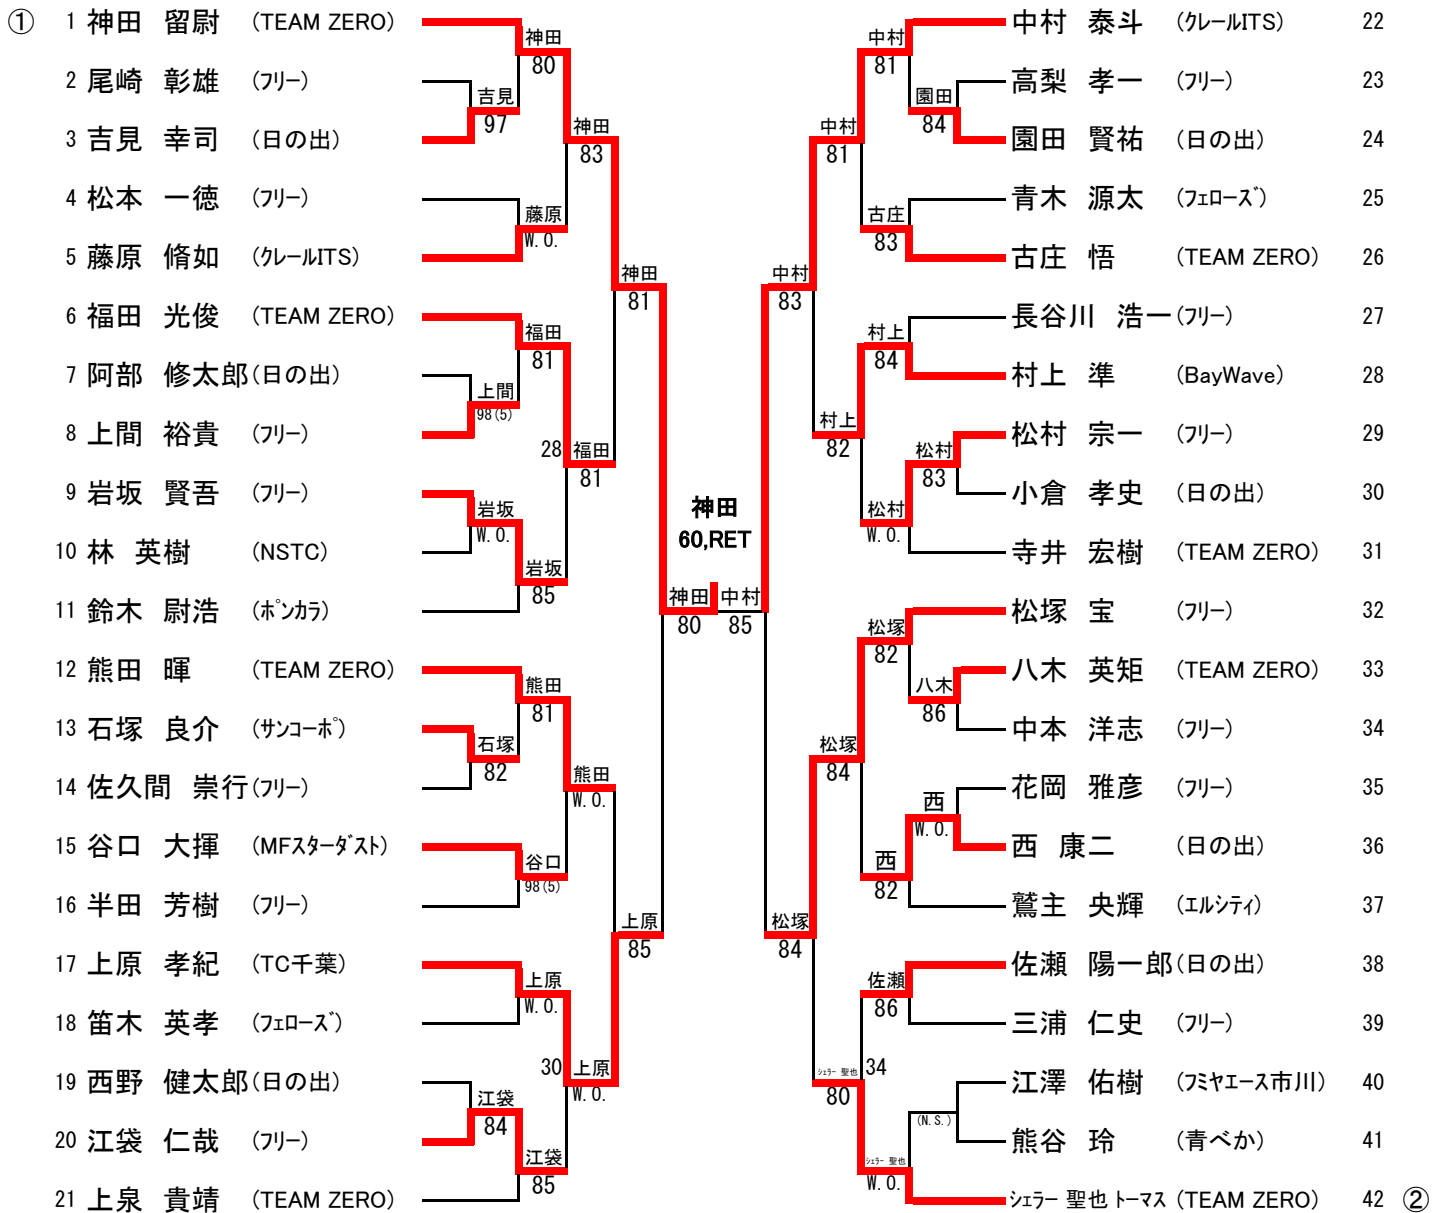 ① 1 神田 留尉 (TEAM ZERO)
2 尾崎 彰雄 (フリー)
3 吉見 幸司 (日の出)
4 松本 一徳 (フリー)
5 藤原 脩如 (クレールITS)
6 福田 光俊 (TEAM ZERO)
7 阿部 修太郎 (日の出)
8 上間 裕貴 (フリー)
9 岩坂 賢吾 (フリー)
10 林 英樹 (NSTC)
11 鈴木 尉浩 (ポンカラ)
12 熊田 暉 (TEAM ZERO)
13 石塚 良介 (サンコーポ)
14 佐久間 崇行 (フリー)
15 谷口 大揮 (MFスターダスト)
16 半田 芳樹 (フリー)
17 上原 孝紀 (TC千葉)
18 笛木 英孝 (フェローズ)
19 西野 健太郎 (日の出)
20 江袋 仁哉 (フリー)
21 上泉 貴靖 (TEAM ZERO)
吉見
97
上間
98(5)
岩坂
W.O.
石塚
82
江袋
84
神田
80
藤原
W.O.
福田
81
岩坂
85
熊田
81
谷口
98(5)
上原
W.O.
江袋
85
神田
83
28 福田
81
熊田
W.O.
30 上原
W.O.
神田
81
上原
85
神田
80
神田
60,RET
中村
85
中村
83
松塚
84
中村
81
村上
82
松塚
84
シェラー 聖也 34
80
中村
81
古庄
83
村上
84
松村
W.O.
松塚
82
西
82
佐瀬
86
シェラー 聖也
W.O.
園田
84
松村
83
八木
86
西
W.O.
(N.S.)
中村 泰斗 (クレールITS) 22
高梨 孝一 (フリー) 23
園田 賢祐 (日の出) 24
青木 源太 (フェローズ) 25
古庄 悟 (TEAM ZERO) 26
長谷川 浩一 (フリー) 27
村上 準 (BayWave) 28
松村 宗一 (フリー) 29
小倉 孝史 (日の出) 30
寺井 宏樹 (TEAM ZERO) 31
松塚 宝 (フリー) 32
八木 英矩 (TEAM ZERO) 33
中本 洋志 (フリー) 34
花岡 雅彦 (フリー) 35
西 康二 (日の出) 36
鷲主 央輝 (エルシティ) 37
佐瀬 陽一郎 (日の出) 38
三浦 仁史 (フリー) 39
江澤 佑樹 (フミヤエース市川) 40
熊谷 玲 (青べか) 41
シェラー 聖也 トーマス (TEAM ZERO) 42 ②